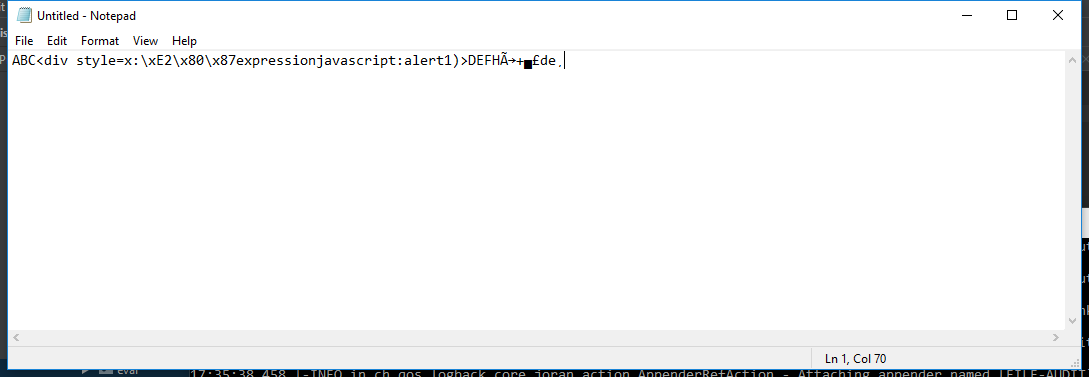 Untitled - Notepad
File Edit Format View Help
ABC<div style=x:\xE2\x80\x87expressionjavascript:alert1)>DEFHÃ→+▄£de¸
Ln 1, Col 70
eval
17:35:38,458 |-INFO in ch.qos.logback.core.joran.action.AppenderRefAction - Attaching appender named [FILE-AUDIT